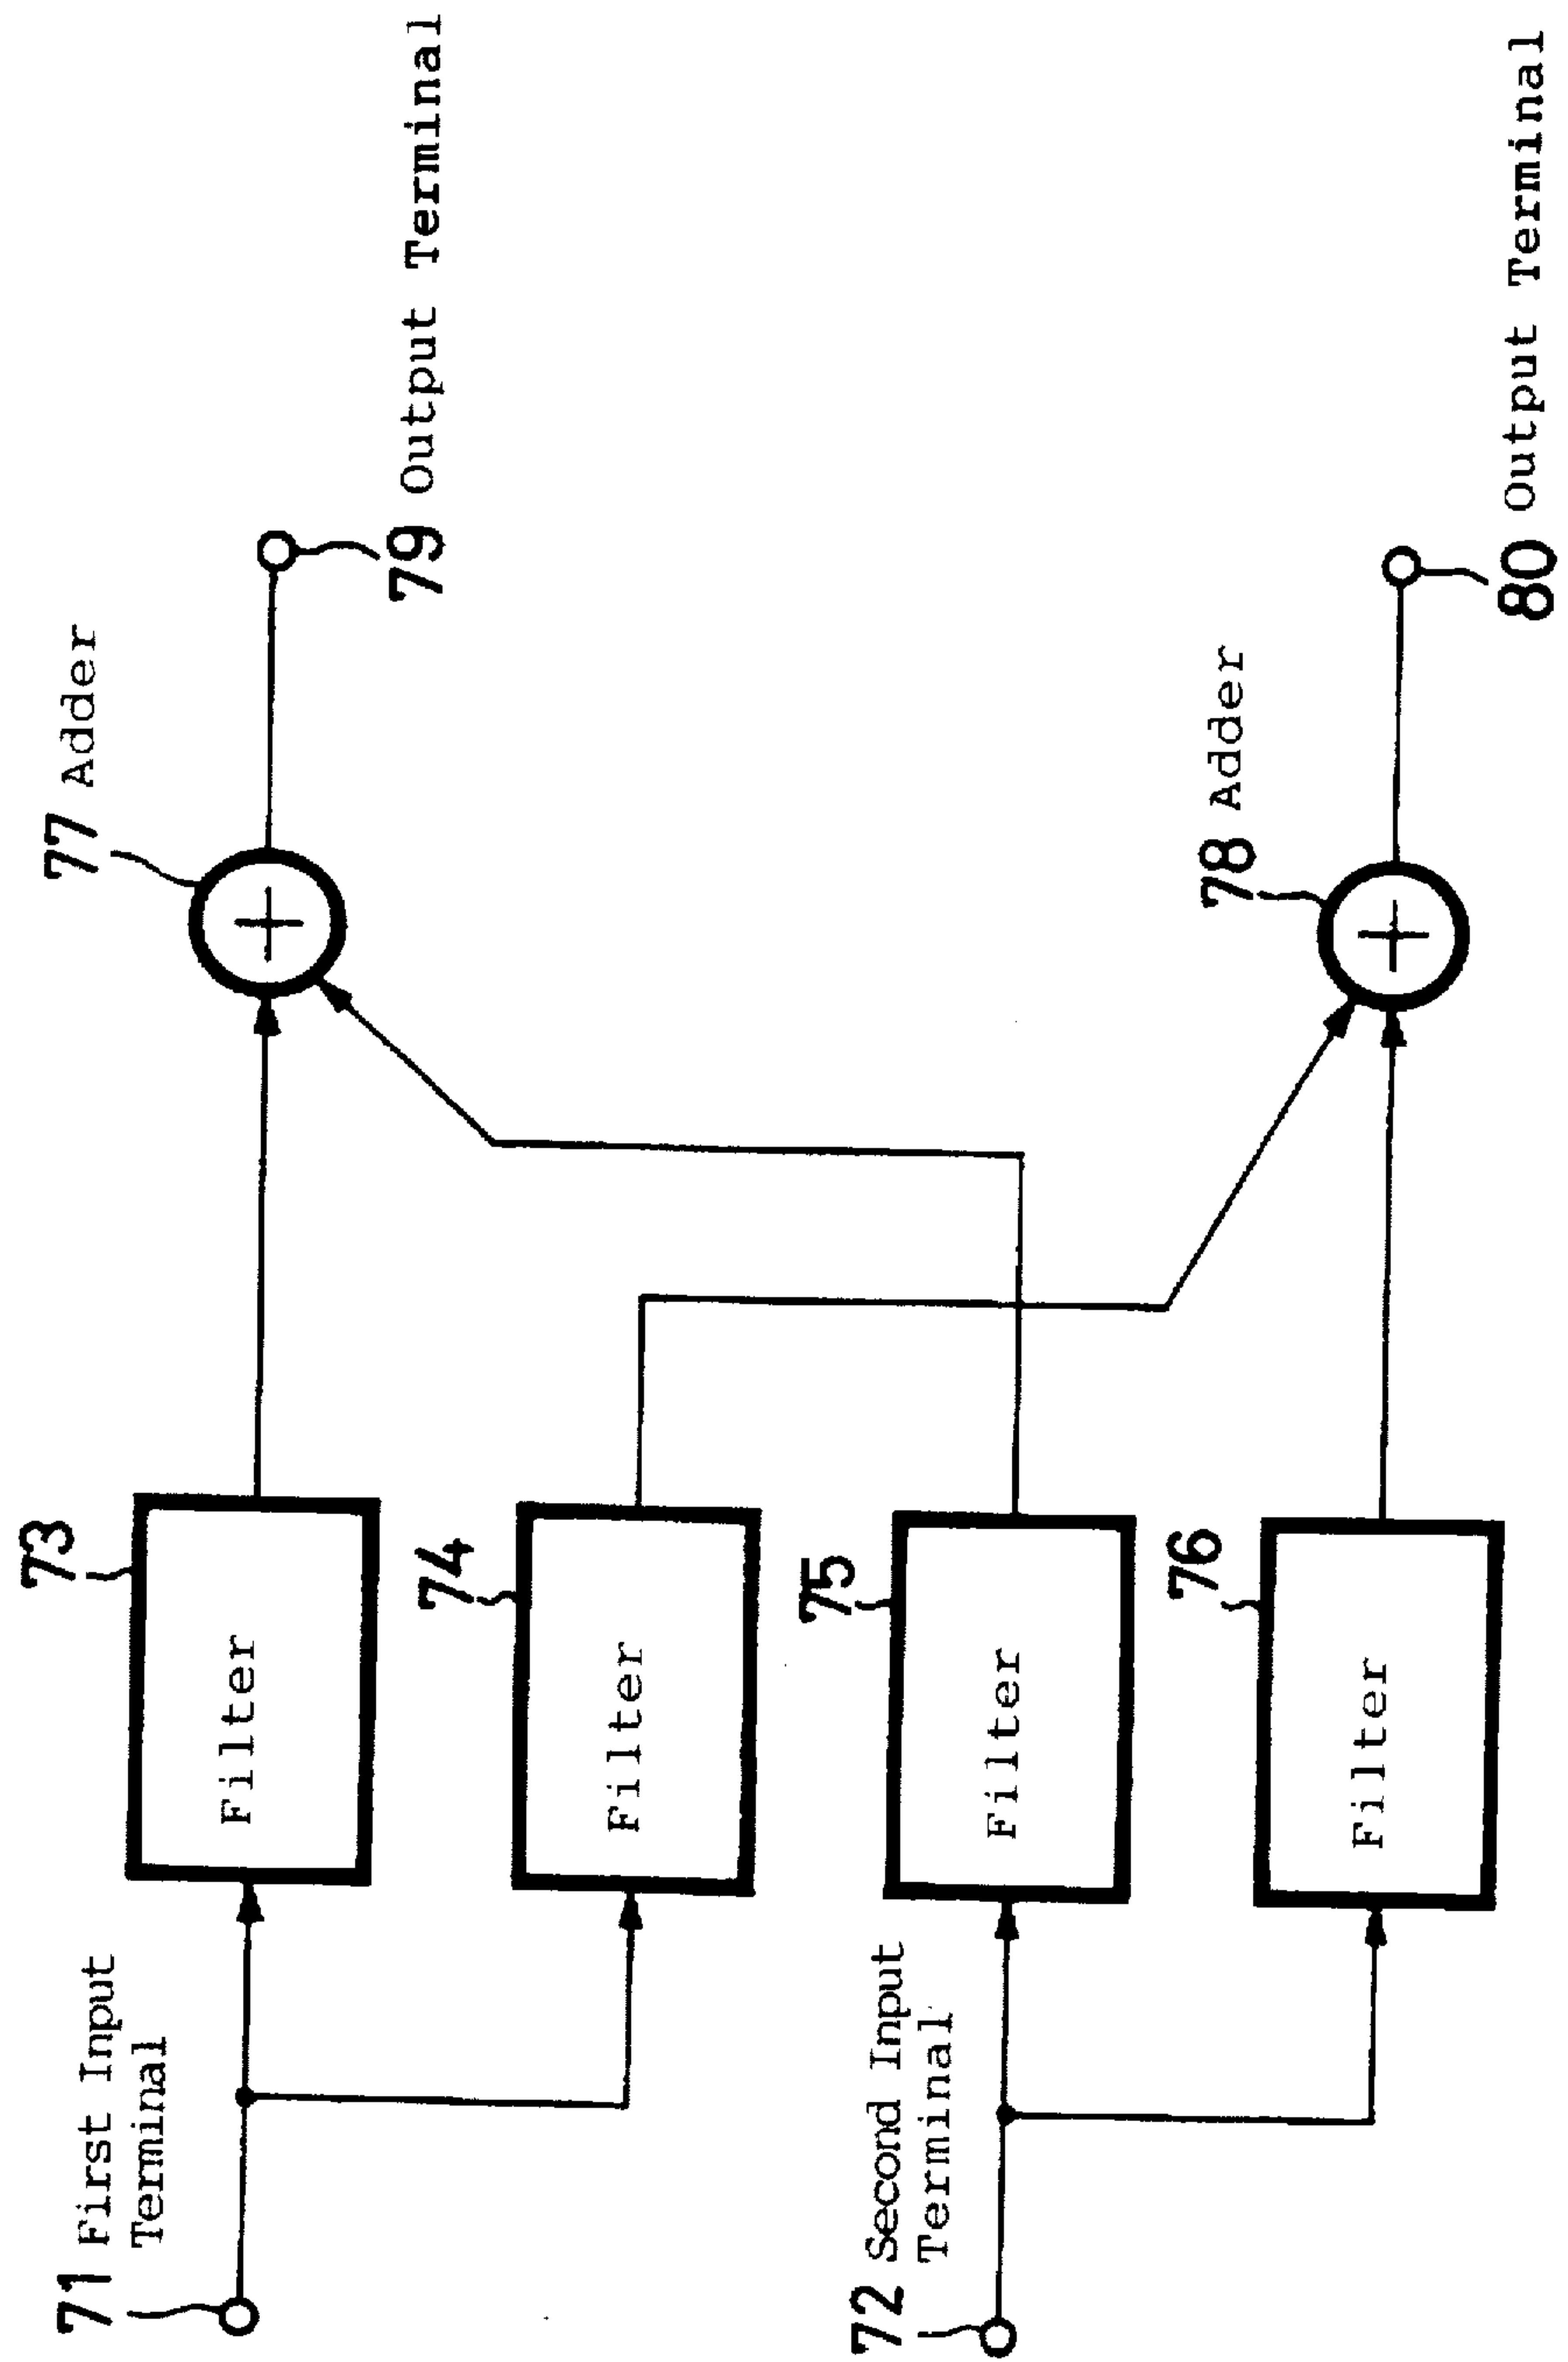 71 First Input
Terminal
73
Filter
77 Adder
79 Output Terminal
74
Filter
72 Second Input
Terminal
75
Filter
76
Filter
78 Adder
80 Output Terminal